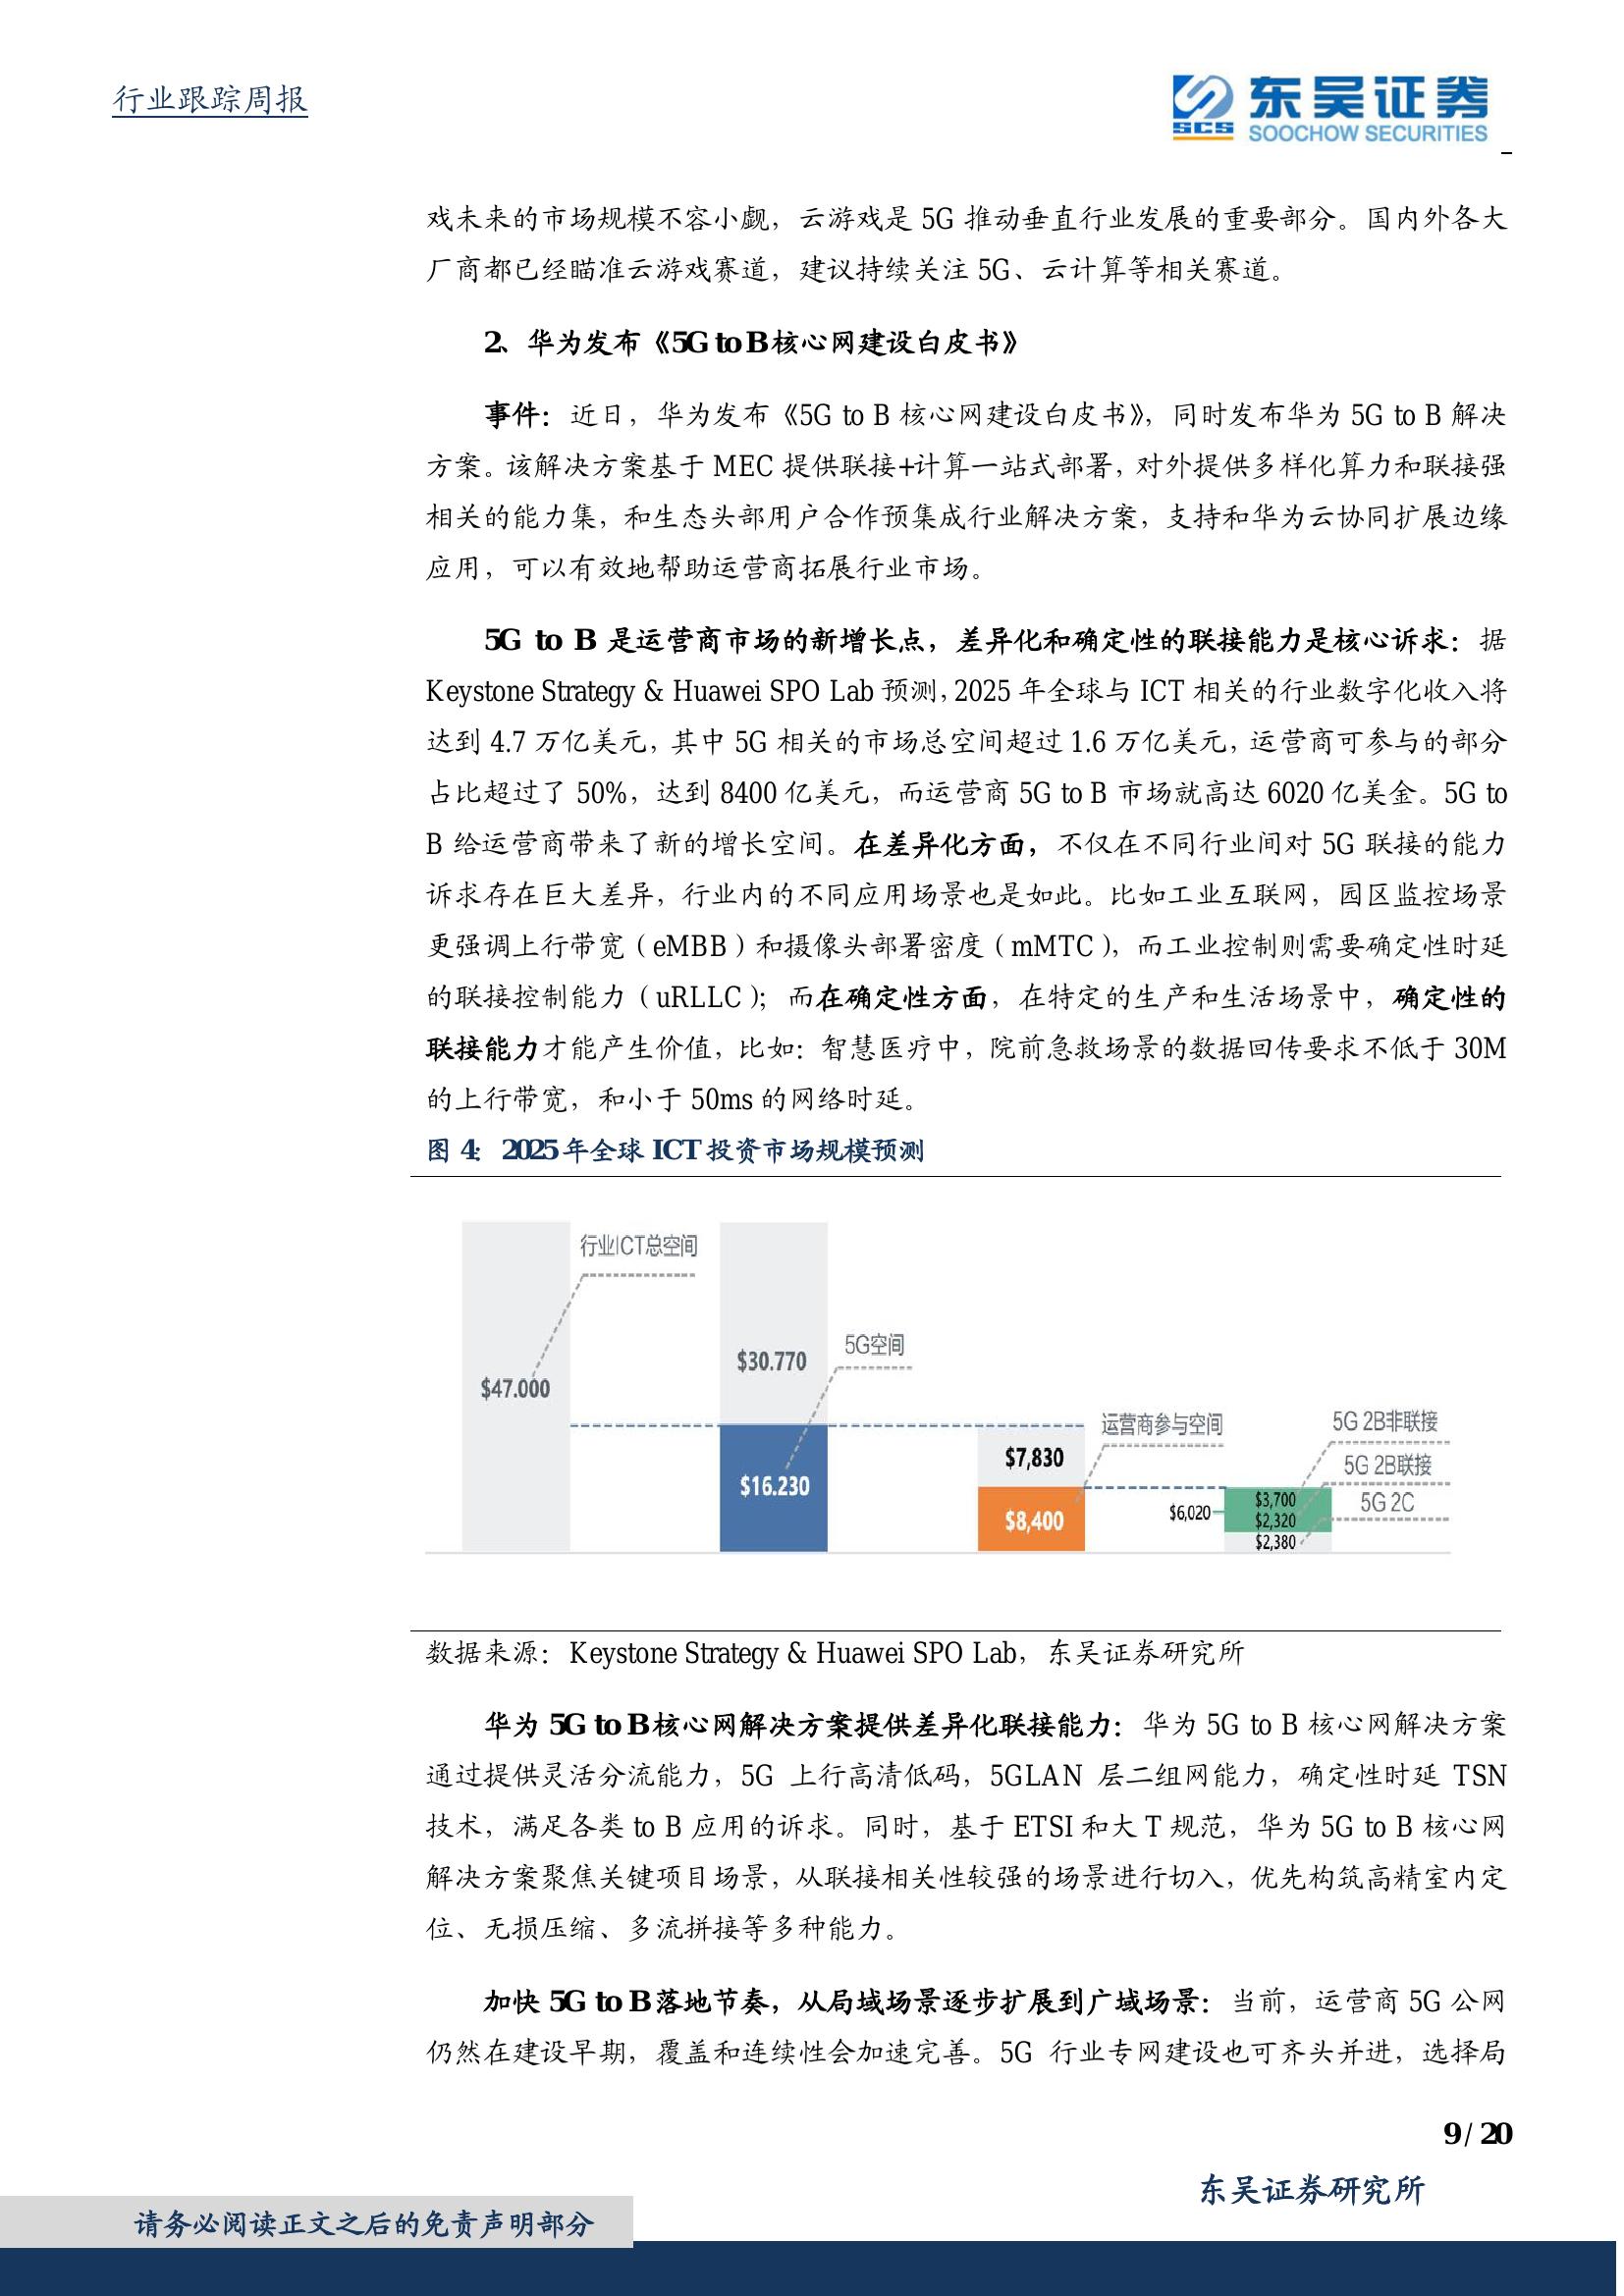 行业跟踪周报
SCS 东吴证券
SOOCHOW SECURITIES
戏未来的市场规模不容小觑，云游戏是 5G 推动垂直行业发展的重要部分。国内外各大
厂商都已经瞄准云游戏赛道，建议持续关注 5G、云计算等相关赛道。
2、华为发布《5G to B 核心网建设白皮书》
事件：近日，华为发布《5G to B 核心网建设白皮书》，同时发布华为 5G to B 解决
方案。该解决方案基于 MEC 提供联接+计算一站式部署，对外提供多样化算力和联接强
相关的能力集，和生态头部用户合作预集成行业解决方案，支持和华为云协同扩展边缘
应用，可以有效地帮助运营商拓展行业市场。
5G to B 是运营商市场的新增长点，差异化和确定性的联接能力是核心诉求：据
Keystone Strategy & Huawei SPO Lab 预测，2025 年全球与 ICT 相关的行业数字化收入将
达到 4.7 万亿美元，其中 5G 相关的市场总空间超过 1.6 万亿美元，运营商可参与的部分
占比超过了 50%，达到 8400 亿美元，而运营商 5G to B 市场就高达 6020 亿美金。5G to
B 给运营商带来了新的增长空间。在差异化方面，不仅在不同行业间对 5G 联接的能力
诉求存在巨大差异，行业内的不同应用场景也是如此。比如工业互联网，园区监控场景
更强调上行带宽（eMBB）和摄像头部署密度（mMTC），而工业控制则需要确定性时延
的联接控制能力（uRLLC）；而在确定性方面，在特定的生产和生活场景中，确定性的
联接能力才能产生价值，比如：智慧医疗中，院前急救场景的数据回传要求不低于 30M
的上行带宽，和小于 50ms 的网络时延。
图 4：2025 年全球 ICT 投资市场规模预测
行业ICT总空间
$47.000
$30.770
5G空间
$16.230
$7,830
运营商参与空间
$8,400
$6,020
5G 2B非联接
5G 2B联接
5G 2C
$3,700
$2,320
$2,380
数据来源：Keystone Strategy & Huawei SPO Lab，东吴证券研究所
华为 5G to B 核心网解决方案提供差异化联接能力：华为 5G to B 核心网解决方案
通过提供灵活分流能力，5G 上行高清低码，5GLAN 层二组网能力，确定性时延 TSN
技术，满足各类 to B 应用的诉求。同时，基于 ETSI 和大 T 规范，华为 5G to B 核心网
解决方案聚焦关键项目场景，从联接相关性较强的场景进行切入，优先构筑高精室内定
位、无损压缩、多流拼接等多种能力。
加快 5G to B 落地节奏，从局域场景逐步扩展到广域场景：当前，运营商 5G 公网
仍然在建设早期，覆盖和连续性会加速完善。5G 行业专网建设也可齐头并进，选择局
9 / 20
东吴证券研究所
请务必阅读正文之后的免责声明部分